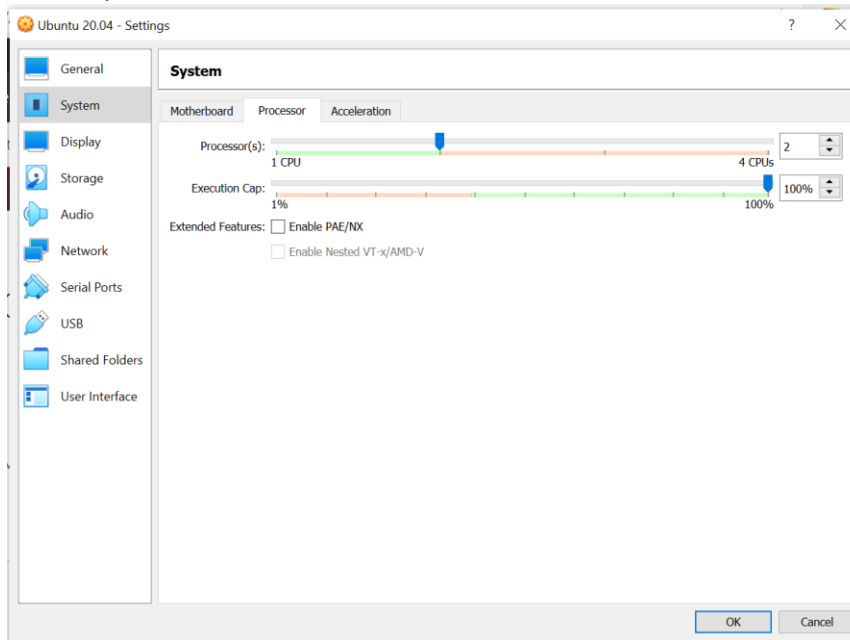 Ubuntu 20.04 - Settings
?
General
System
Display
Storage
Audio
Network
Serial Ports
USB
Shared Folders
User Interface
System
Motherboard Processor Acceleration
Processor(s): 2
1 CPU 4 CPUs
Execution Cap: 100%
1% 100%
Extended Features: Enable PAE/NX
Enable Nested VT-x/AMD-V
OK Cancel